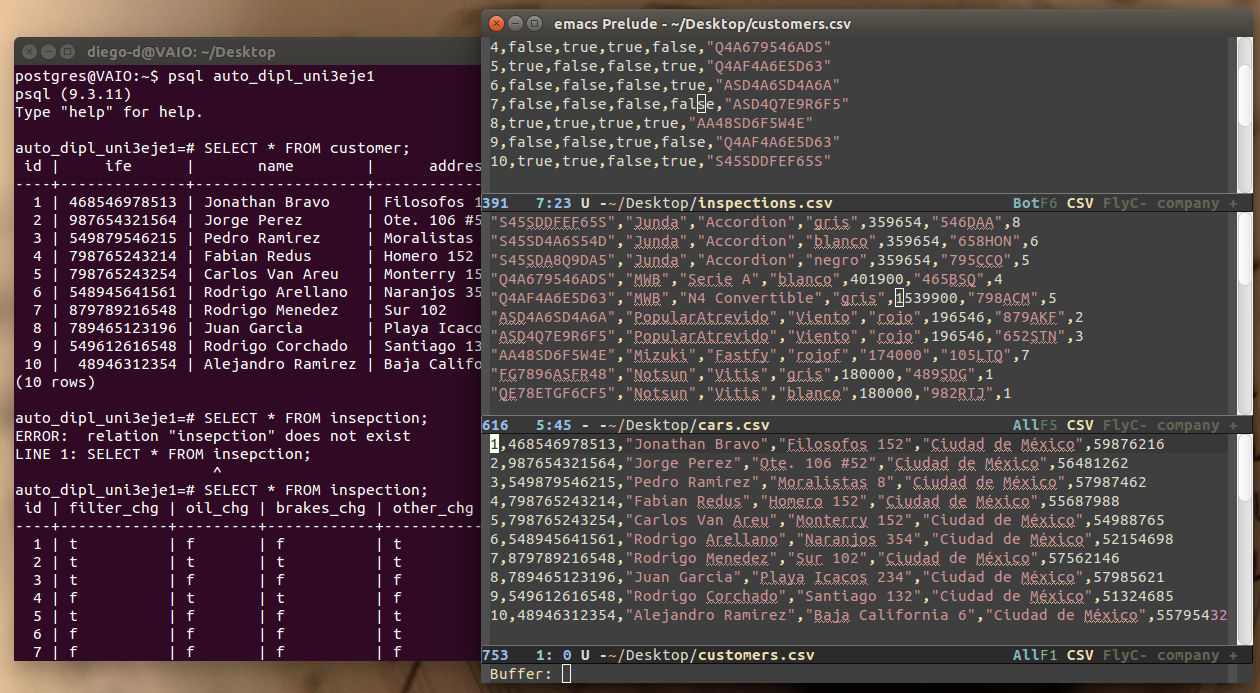 diego-d@VAIO: ~/Desktop
postgres@VAIO:~$ psql auto_dipl_uni3eje1
psql (9.3.11)
Type "help" for help.
auto_dipl_uni3eje1=# SELECT * FROM customer;
id | ife | name | addres
----+--------------+-------------------+------------
1 | 468546978513 | Jonathan Bravo | Filosofos 1
2 | 987654321564 | Jorge Perez | Ote. 106 #5
3 | 549879546215 | Pedro Ramirez | Moralistas
4 | 798765243214 | Fabian Redus | Homero 152
5 | 798765243254 | Carlos Van Areu | Monterry 15
6 | 548945641561 | Rodrigo Arellano | Naranjos 35
7 | 879789216548 | Rodrigo Menedez | Sur 102
8 | 789465123196 | Juan Garcia | Playa Icaco
9 | 549612616548 | Rodrigo Corchado | Santiago 13
10 | 48946312354 | Alejandro Ramirez | Baja Califo
(10 rows)
auto_dipl_uni3eje1=# SELECT * FROM insepction;
ERROR: relation "insepction" does not exist
LINE 1: SELECT * FROM insepction;
^
auto_dipl_uni3eje1=# SELECT * FROM inspection;
id | filter_chg | oil_chg | brakes_chg | other_chg
----+------------+---------+------------+-----------
1 | t | f | f | t
2 | t | f | f | t
3 | t | f | f | f
4 | f | t | t | f
5 | t | f | f | t
6 | f | f | f | t
7 | f | f | f | f
emacs Prelude - ~/Desktop/customers.csv
4,false,true,true,false,"Q4A679546ADS"
5,true,false,false,true,"Q4AF4A6E5D63"
6,false,false,false,true,"ASD4A6SD4A6A"
7,false,false,false,false,"ASD4Q7E9R6F5"
8,true,true,true,true,"AA48SD6F5W4E"
9,false,false,true,false,"Q4AF4A6E5D63"
10,true,true,false,true,"S45SDDFEF65S"
391 7:23 U -~/Desktop/inspections.csv BotF6 CSV FlyC- company +
"S45SDDFEF65S","Junda","Accordion","gris",359654,"546DAA",8
"S45SD4A6S54D","Junda","Accordion","blanco",359654,"658HON",6
"S45SDA8Q9DA5","Junda","Accordion","negro",359654,"795CCO",5
"Q4A679546ADS","MWB","Serie A","blanco",401900,"465BSQ",4
"Q4AF4A6E5D63","MWB","N4 Convertible","gris",1539900,"798ACM",5
"ASD4A6SD4A6A","PopularAtrevido","Viento","rojo",196546,"879AKF",2
"ASD4Q7E9R6F5","PopularAtrevido","Viento","rojo",196546,"652STN",3
"AA48SD6F5W4E","Mizuki","Fastfy","rojof","174000","105LTQ",7
"FG7896ASFR48","Notsun","Vitis","gris",180000,"489SDG",1
"QE78ETGF6CF5","Notsun","Vitis","blanco",180000,"982RTJ",1
616 5:45 - -~/Desktop/cars.csv AllF5 CSV FlyC- company +
1,468546978513,"Jonathan Bravo","Filosofos 152","Ciudad de México",59876216
2,987654321564,"Jorge Perez","Ote. 106 #52","Ciudad de México",56481262
3,549879546215,"Pedro Ramirez","Moralistas 8","Ciudad de México",57987462
4,798765243214,"Fabian Redus","Homero 152","Ciudad de México",55687988
5,798765243254,"Carlos Van Areu","Monterry 152","Ciudad de México",54988765
6,548945641561,"Rodrigo Arellano","Naranjos 354","Ciudad de México",52154698
7,879789216548,"Rodrigo Menedez","Sur 102","Ciudad de México",57562146
8,789465123196,"Juan Garcia","Playa Icacos 234","Ciudad de México",57985621
9,549612616548,"Rodrigo Corchado","Santiago 132","Ciudad de México",51324685
10,48946312354,"Alejandro Ramirez","Baja California 6","Ciudad de México",55795432
753 1: 0 U -~/Desktop/customers.csv AllF1 CSV FlyC- company +
Buffer: